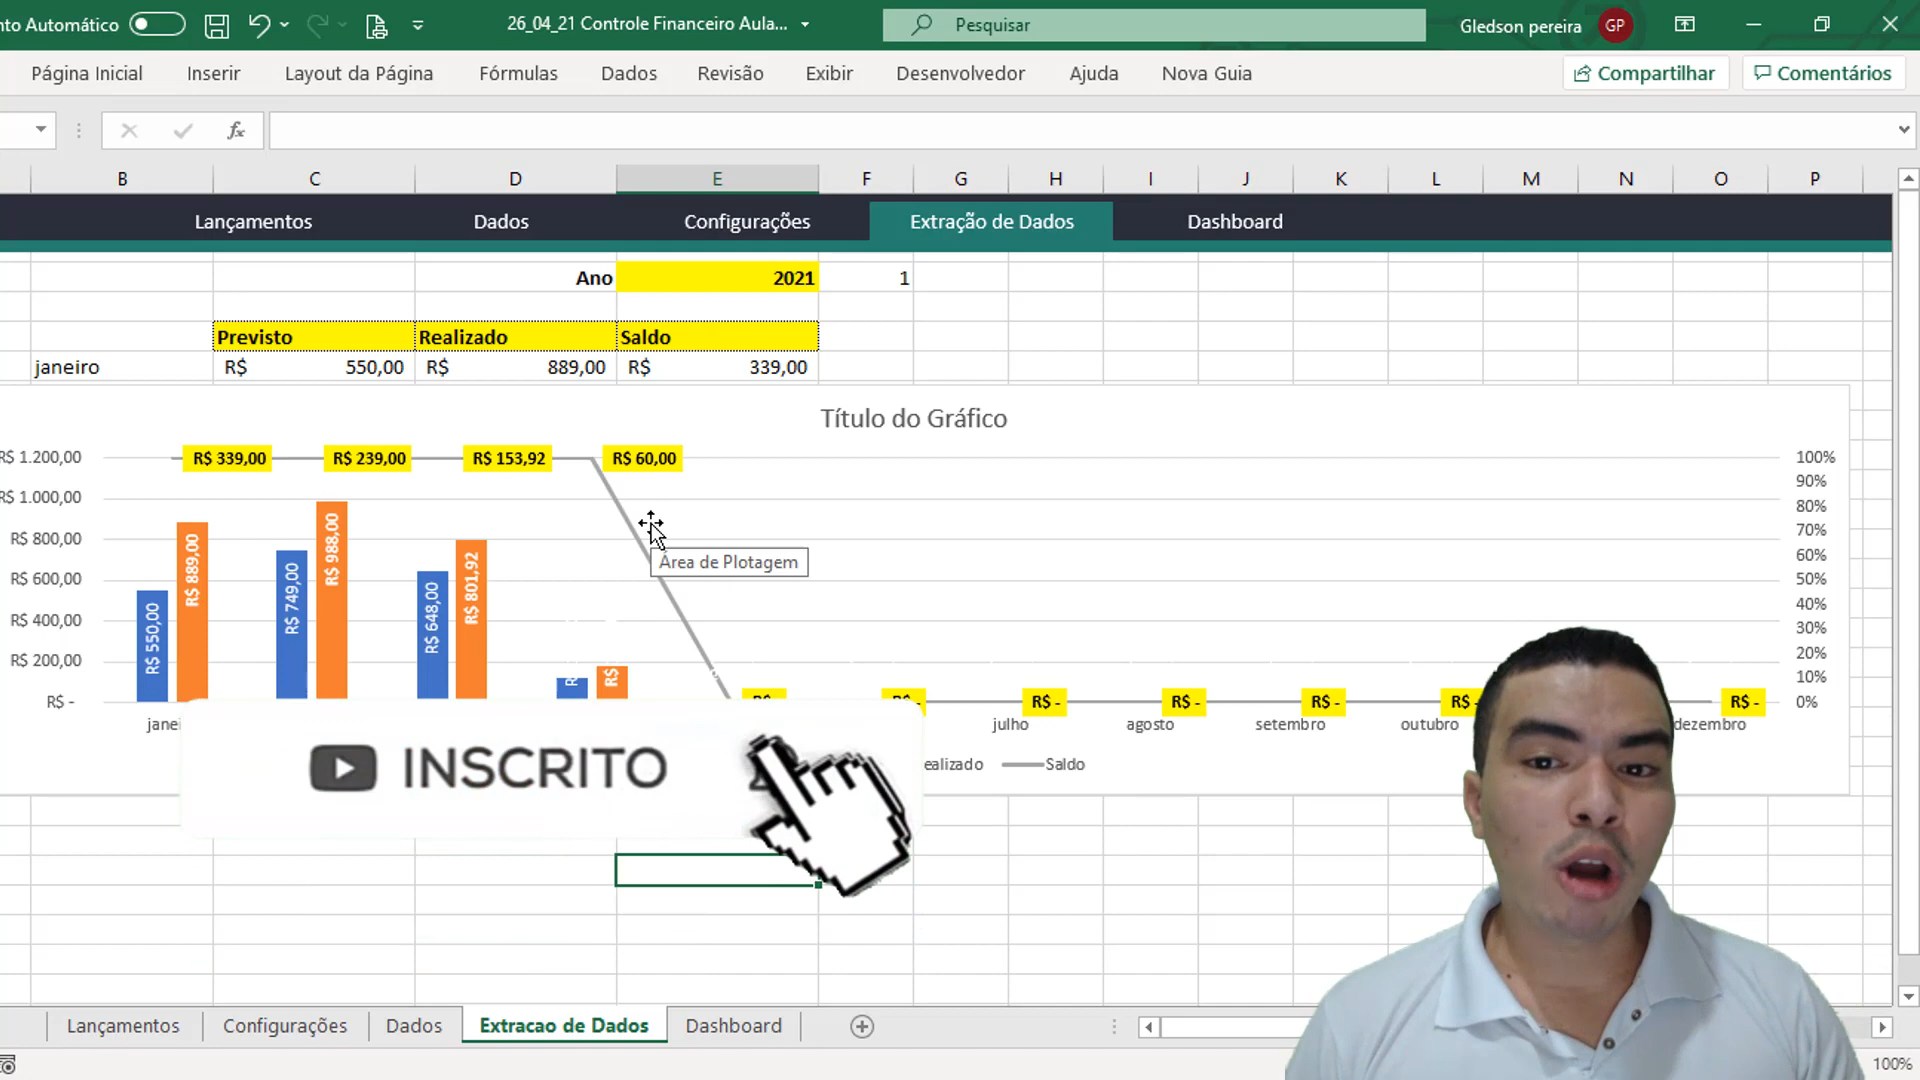 nto Automático
26_04_21 Controle Financeiro Aula...
Pesquisar
Gledson pereira GP
Página Inicial Inserir Layout da Página Fórmulas Dados Revisão Exibir Desenvolvedor Ajuda Nova Guia
Compartilhar Comentários
fx
B C D E F G H I J K L M N O P
Lançamentos Dados Configurações Extração de Dados Dashboard
Ano 2021 1
Previsto Realizado Saldo
janeiro R$ 550,00 R$ 889,00 R$ 339,00
Título do Gráfico
R$ 339,00 R$ 239,00 R$ 153,92 R$ 60,00
R$ 1.200,00
R$ 1.000,00
R$ 800,00
R$ 600,00
R$ 400,00
R$ 200,00
R$ -
100%
90%
80%
70%
60%
50%
40%
30%
20%
10%
0%
R$ 550,00
R$ 889,00
R$ 749,00
R$ 988,00
R$ 648,00
R$ 801,92
R$
R$
Área de Plotagem
R$ - R$ - R$ - R$ - R$ - R$ - R$ -
janei julho agosto setembro outubro dezembro
ealizado Saldo
INSCRITO
Lançamentos Configurações Dados Extracao de Dados Dashboard
100%